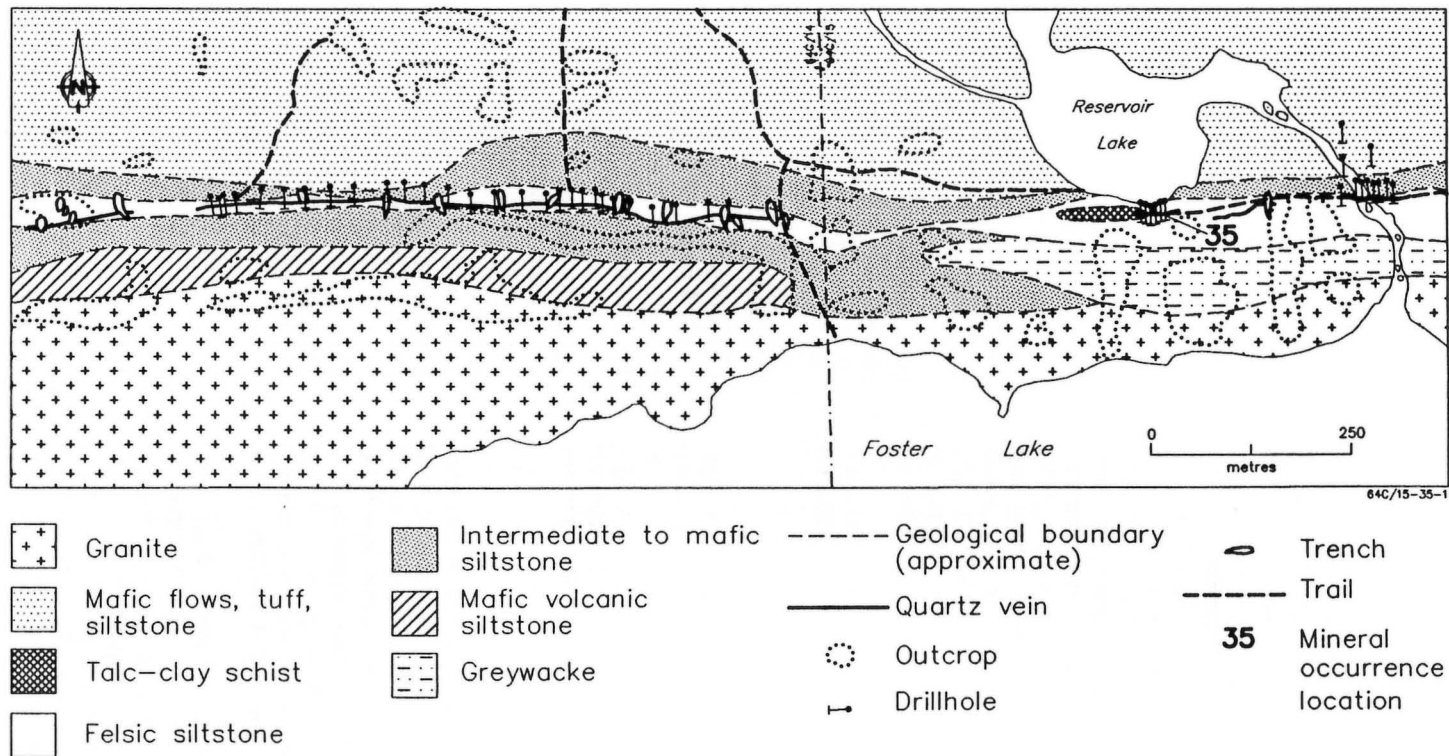 N
64C/14
64C/15
Reservoir
Lake
35
Foster Lake
0 250
metres
64C/15-35-1
Granite
Mafic flows, tuff,
siltstone
Talc-clay schist
Felsic siltstone
Intermediate to mafic
siltstone
Mafic volcanic
siltstone
Greywacke
Geological boundary
(approximate)
Quartz vein
Outcrop
Drillhole
Trench
Trail
35 Mineral
occurrence
location